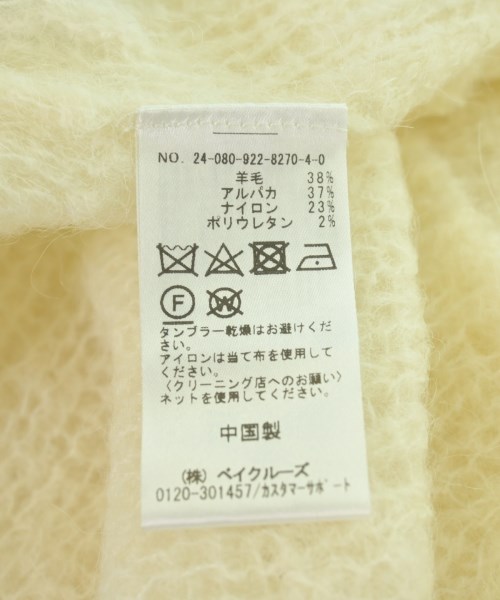 NO. 24-080-922-8270-4-0
羊毛 38%
アルパカ 37%
ナイロン 23%
ポリウレタン 2%
F W
タンブラー乾燥はお避けくだ
さい。
アイロンは当て布を使用して
ください。
〈クリーニング店へのお願い〉
ネットを使用してください。
中国製
(株) ベイクルーズ
0120-301457/カスタマーサポート